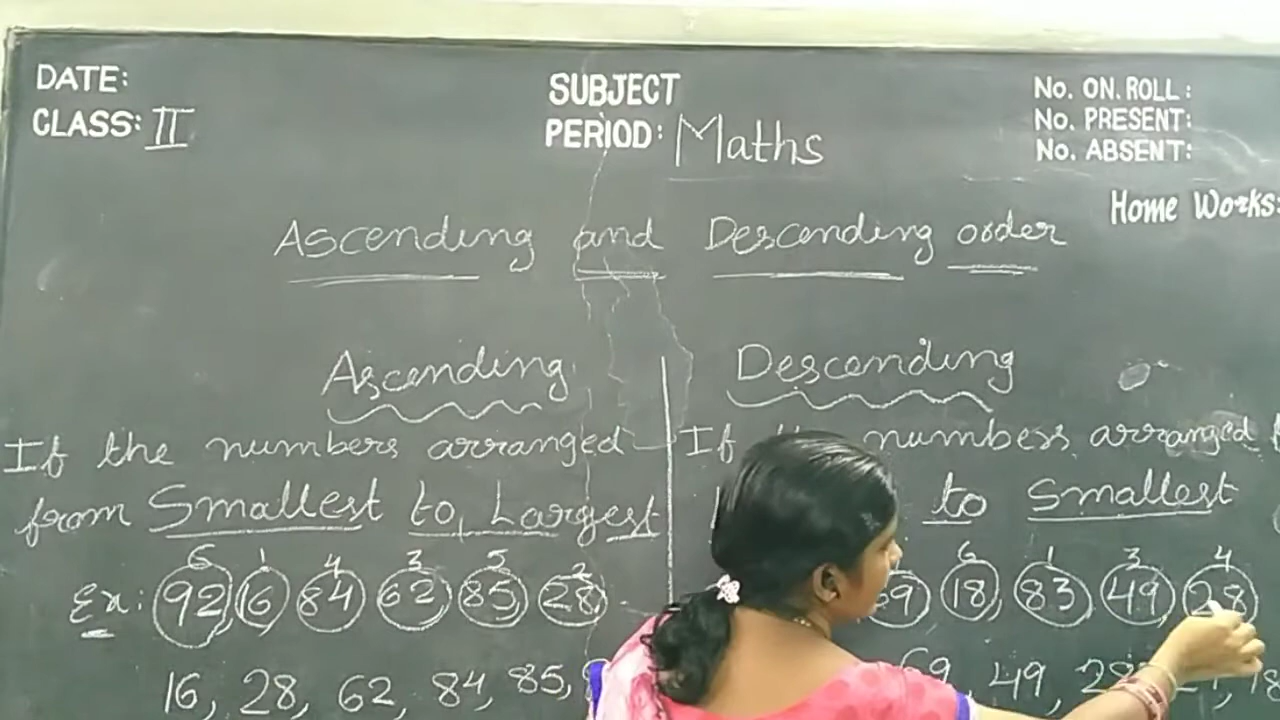 DATE:
CLASS: II
SUBJECT
PERIOD: Maths
No. ON. ROLL:
No. PRESENT:
No. ABSENT:
Home Works:
Ascending and Descending order
Ascending
If the numbers arranged
from Smallest to Largest
6 1 4 3 5 2
Ex: 92, 16, 84, 62, 85, 28,
16, 28, 62, 84, 85,
Descending
If numbers arranged
to Smallest
6 1 3 4
18, 83, 49, 28
69, 49, 28, 18